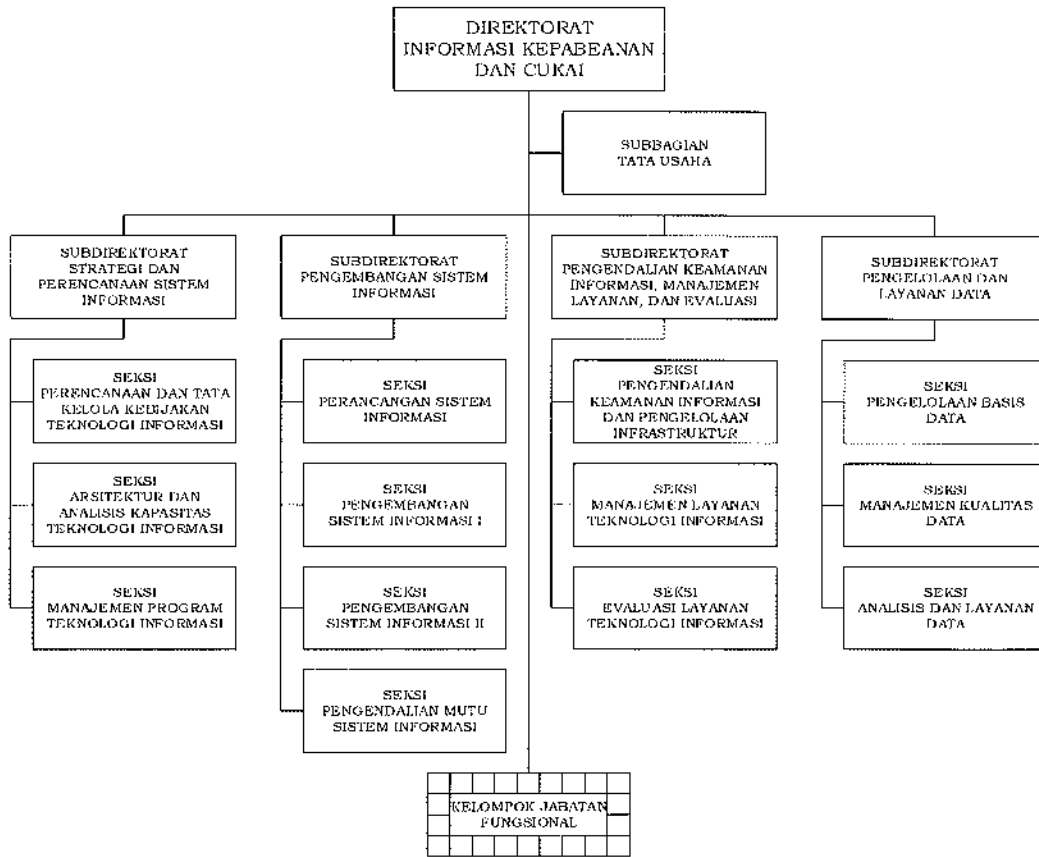 DIREKTORAT
INFORMASI KEPABEANAN
DAN CUKAI
SUBBAGIAN
TATA USAHA
SUBDIREKTORAT
STRATEGI DAN
PERENCANAAN SISTEM
INFORMASI
SUBDIREKTORAT
PENGEMBANGAN SISTEM
INFORMASI
SUBDIREKTORAT
PENGENDALIAN KEAMANAN
INFORMASI, MANAJEMEN
LAYANAN, DAN EVALUASI
SUBDIREKTORAT
PENGELOLAAN DAN
LAYANAN DATA
SEKSI
PERENCANAAN DAN TATA
KELOLA KEBIJAKAN
TEKNOLOGI INFORMASI
SEKSI
PERANCANGAN SISTEM
INFORMASI
SEKSI
PENGENDALIAN
KEAMANAN INFORMASI
DAN PENGELOLAAN
INFRASTRUKTUR
SEKSI
PENGELOLAAN BASIS
DATA
SEKSI
ARSITEKTUR DAN
ANALISIS KAPASITAS
TEKNOLOGI INFORMASI
SEKSI
PENGEMBANGAN
SISTEM INFORMASI I
SEKSI
MANAJEMEN LAYANAN
TEKNOLOGI INFORMASI
SEKSI
MANAJEMEN KUALITAS
DATA
SEKSI
MANAJEMEN PROGRAM
TEKNOLOGI INFORMASI
SEKSI
PENGEMBANGAN
SISTEM INFORMASI II
SEKSI
EVALUASI LAYANAN
TEKNOLOGI INFORMASI
SEKSI
ANALISIS DAN LAYANAN
DATA
SEKSI
PENGENDALIAN MUTU
SISTEM INFORMASI
KELOMPOK JABATAN
FUNGSIONAL